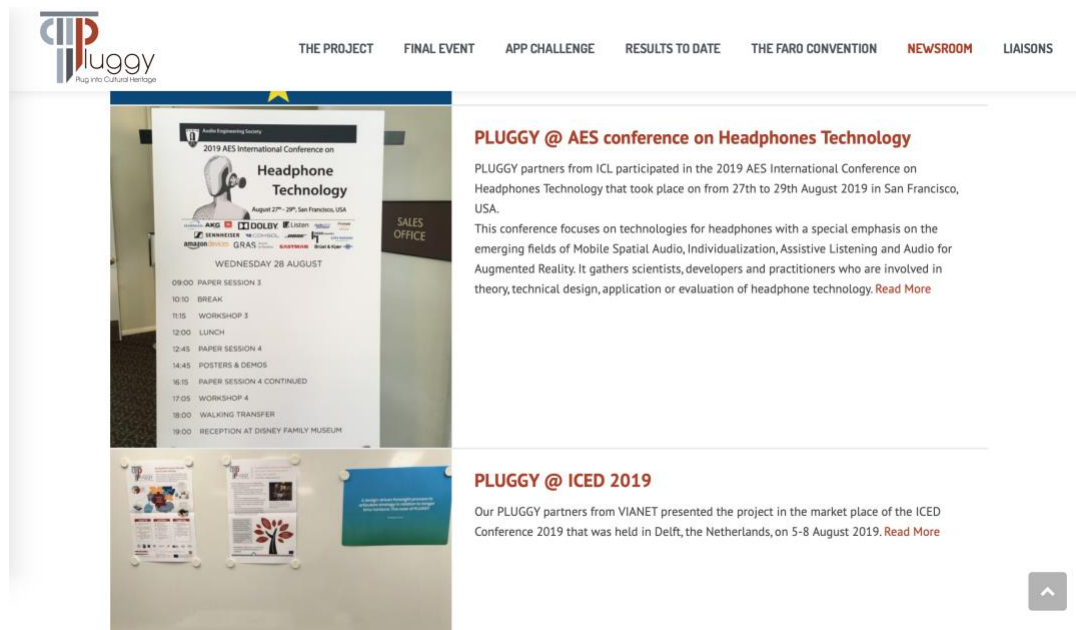 Pluggy
Plug into Cultural Heritage
THE PROJECT
FINAL EVENT
APP CHALLENGE
RESULTS TO DATE
THE FARO CONVENTION
NEWSROOM
LIAISONS
Audio Engineering Society
2019 AES International Conference on
Headphone
Technology
August 27th - 29th, San Francisco, USA
AKG DOLBY Listen
SENNHEISER COMSOL
amazon devices GRAS EASTMAN Brüel & Kjær
WEDNESDAY 28 AUGUST
09:00 PAPER SESSION 3
10:10 BREAK
11:15 WORKSHOP 3
12:00 LUNCH
12:45 PAPER SESSION 4
14:45 POSTERS & DEMOS
16:15 PAPER SESSION 4 CONTINUED
17:05 WORKSHOP 4
18:00 WALKING TRANSFER
19:00 RECEPTION AT DISNEY FAMILY MUSEUM
SALES
OFFICE
PLUGGY @ AES conference on Headphones Technology
PLUGGY partners from ICL participated in the 2019 AES International Conference on
Headphones Technology that took place on from 27th to 29th August 2019 in San Francisco,
USA.
This conference focuses on technologies for headphones with a special emphasis on the
emerging fields of Mobile Spatial Audio, Individualization, Assistive Listening and Audio for
Augmented Reality. It gathers scientists, developers and practitioners who are involved in
theory, technical design, application or evaluation of headphone technology. Read More
PLUGGY @ ICED 2019
Our PLUGGY partners from VIANET presented the project in the market place of the ICED
Conference 2019 that was held in Delft, the Netherlands, on 5-8 August 2019. Read More